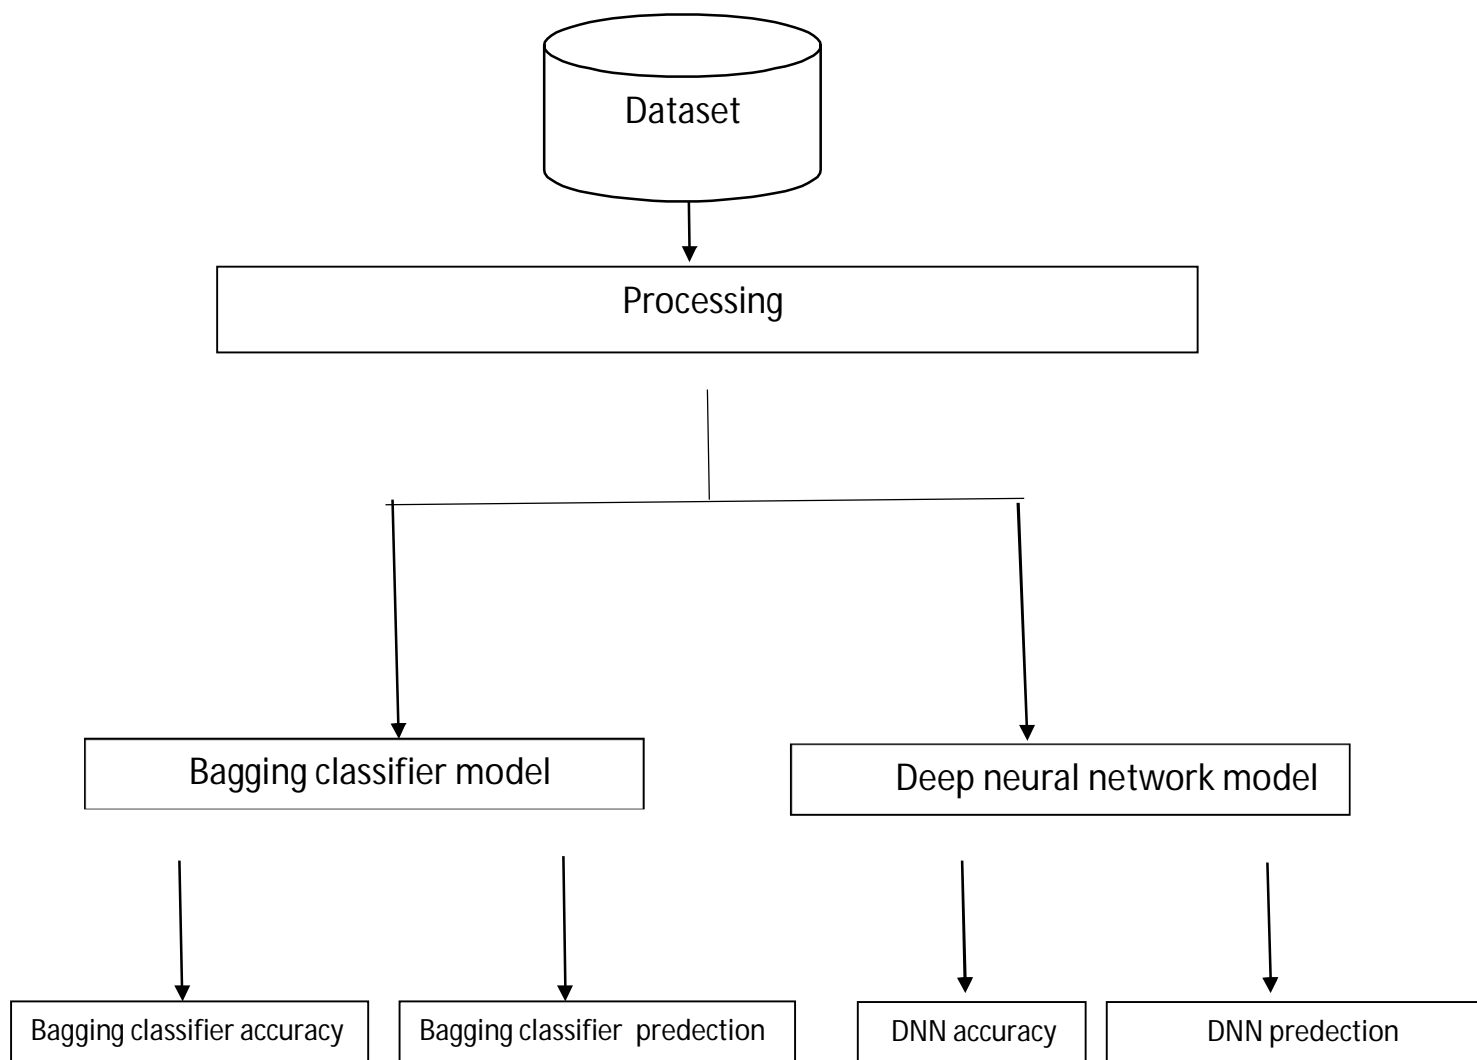 Dataset
Processing
Bagging classifier model
Deep neural network model
Bagging classifier accuracy
Bagging classifier predection
DNN accuracy
DNN predection